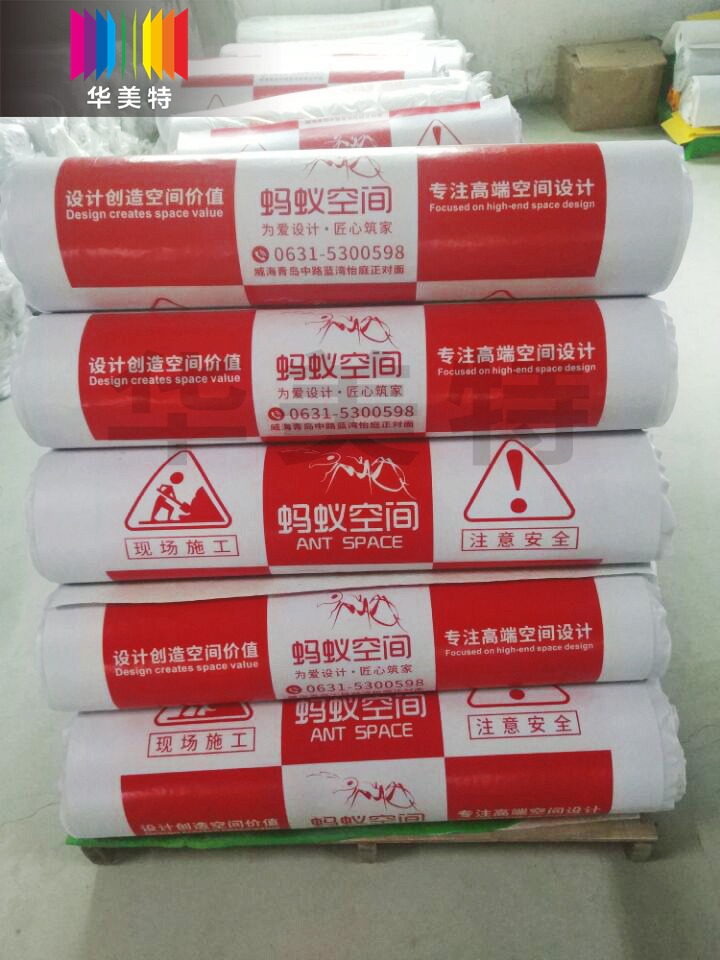 华美特
设计创造空间价值
Design creates space value
蚂蚁空间
为爱设计·匠心筑家
0631-5300598
威海青岛中路蓝湾怡庭正对面
专注高端空间设计
Focused on high-end space design
设计创造空间价值
Design creates space value
蚂蚁空间
为爱设计·匠心筑家
0631-5300598
威海青岛中路蓝湾怡庭正对面
专注高端空间设计
Focused on high-end space design
华美特
现场施工
蚂蚁空间
ANT SPACE
注意安全
设计创造空间价值
Design creates space value
蚂蚁空间
为爱设计·匠心筑家
0631-5300598
专注高端空间设计
Focused on high-end space design
现场施工
蚂蚁空间
ANT SPACE
注意安全
设计创造空间价值
蚂蚁空间
专注高端空间设计